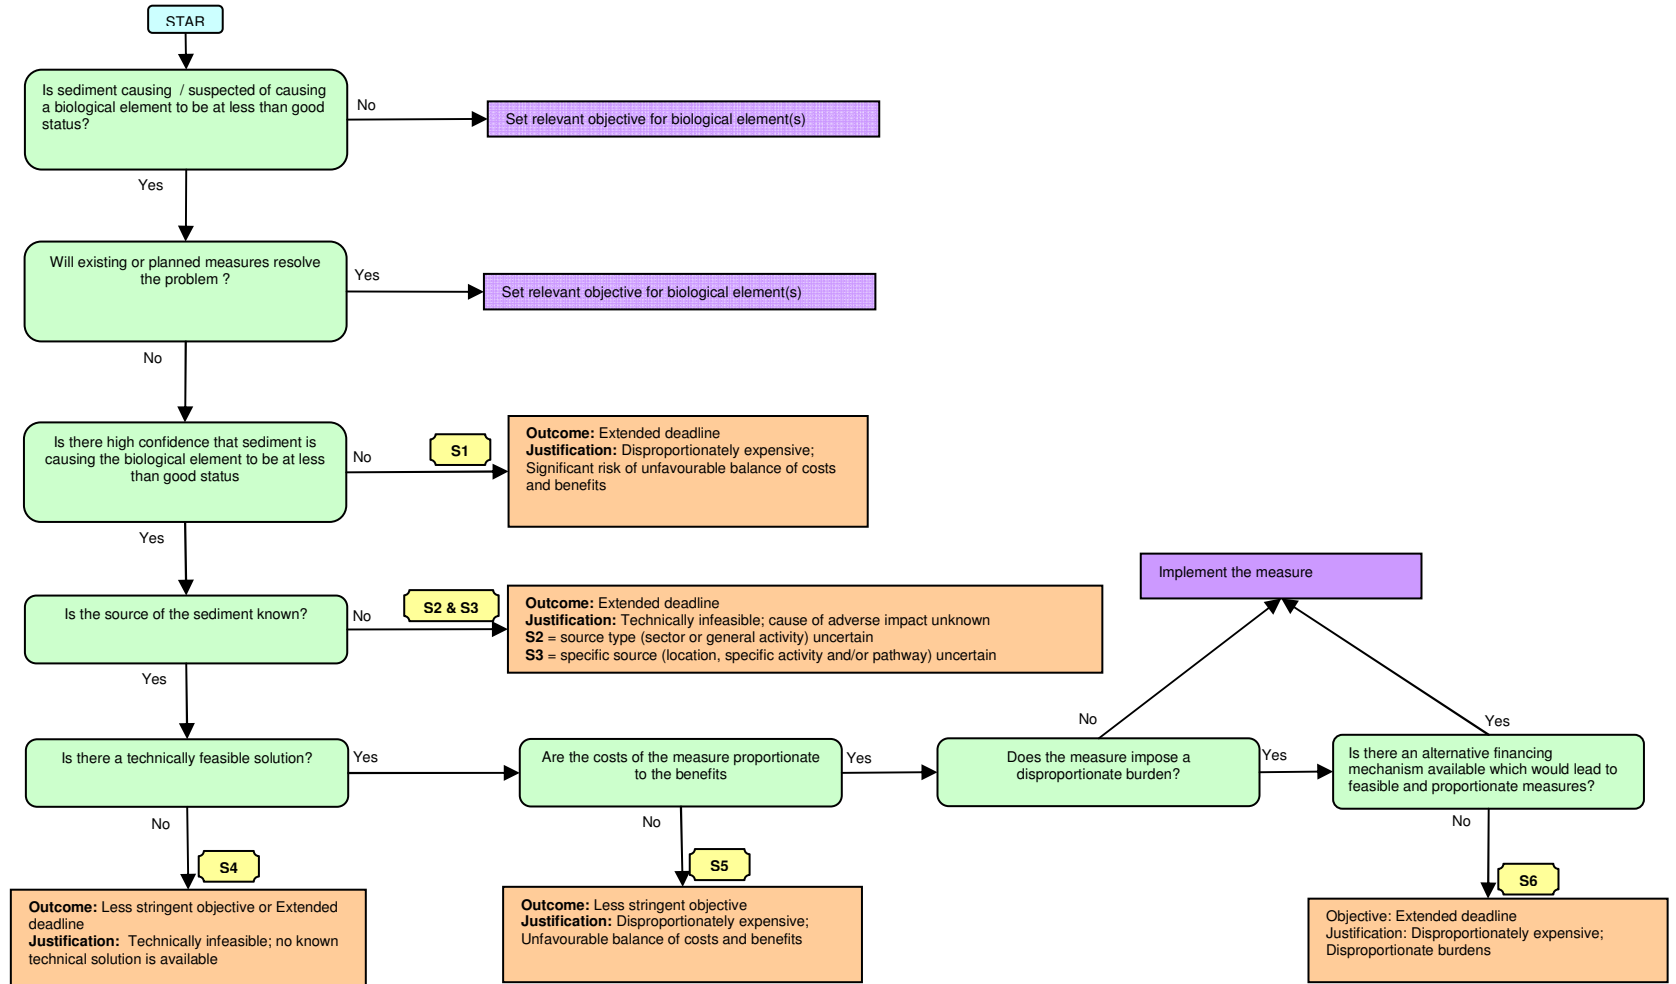 STAR
Is sediment causing / suspected of causing
a biological element to be at less than good
status?
No
Set relevant objective for biological element(s)
Yes
Will existing or planned measures resolve
the problem ?
Yes
Set relevant objective for biological element(s)
No
Is there high confidence that sediment is
causing the biological element to be at less
than good status
No
S1
Outcome: Extended deadline
Justification: Disproportionately expensive;
Significant risk of unfavourable balance of costs
and benefits
Yes
Is the source of the sediment known?
No
S2 & S3
Outcome: Extended deadline
Justification: Technically infeasible; cause of adverse impact unknown
S2 = source type (sector or general activity) uncertain
S3 = specific source (location, specific activity and/or pathway) uncertain
Implement the measure
Yes
Is there a technically feasible solution?
Yes
Are the costs of the measure proportionate
to the benefits
Yes
No
Does the measure impose a
disproportionate burden?
Yes
Yes
Is there an alternative financing
mechanism available which would lead to
feasible and proportionate measures?
No
S4
Outcome: Less stringent objective or Extended
deadline
Justification: Technically infeasible; no known
technical solution is available
No
S5
Outcome: Less stringent objective
Justification: Disproportionately expensive;
Unfavourable balance of costs and benefits
No
S6
Objective: Extended deadline
Justification: Disproportionately expensive;
Disproportionate burdens